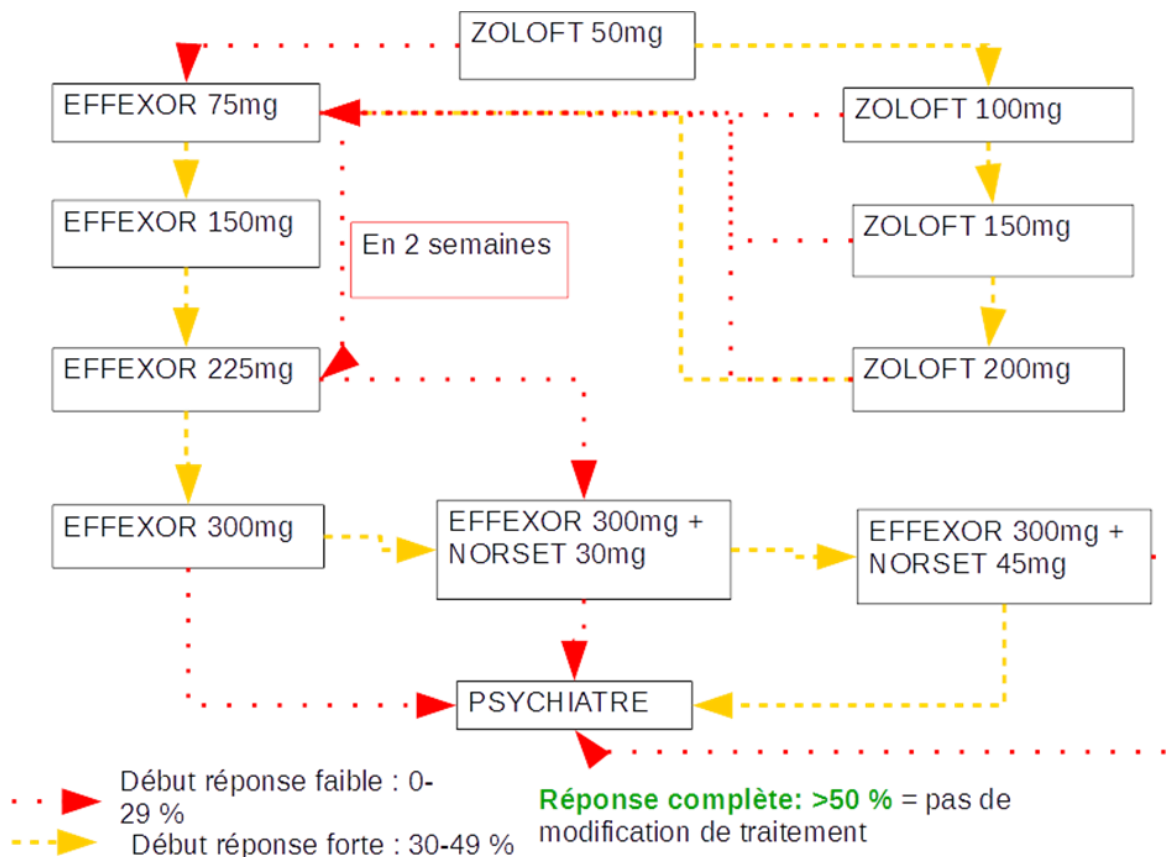 ZOLOFT 50mg
EFFEXOR 75mg
ZOLOFT 100mg
EFFEXOR 150mg
En 2 semaines
ZOLOFT 150mg
EFFEXOR 225mg
ZOLOFT 200mg
EFFEXOR 300mg
EFFEXOR 300mg +
NORSET 30mg
EFFEXOR 300mg +
NORSET 45mg
PSYCHIATRE
Début réponse faible : 0-
29 %
Début réponse forte : 30-49 %
Réponse complète: >50 % = pas de
modification de traitement